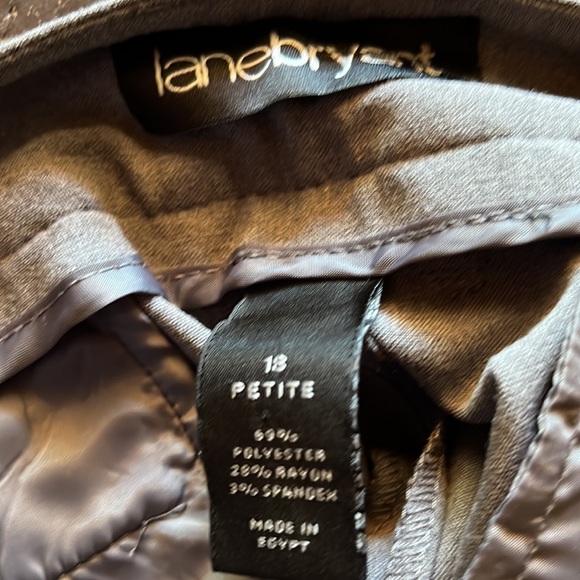 lanebryant
18
PETITE
69%
POLYESTER
28% RAYON
3% SPANDEX
MADE IN
EGYPT